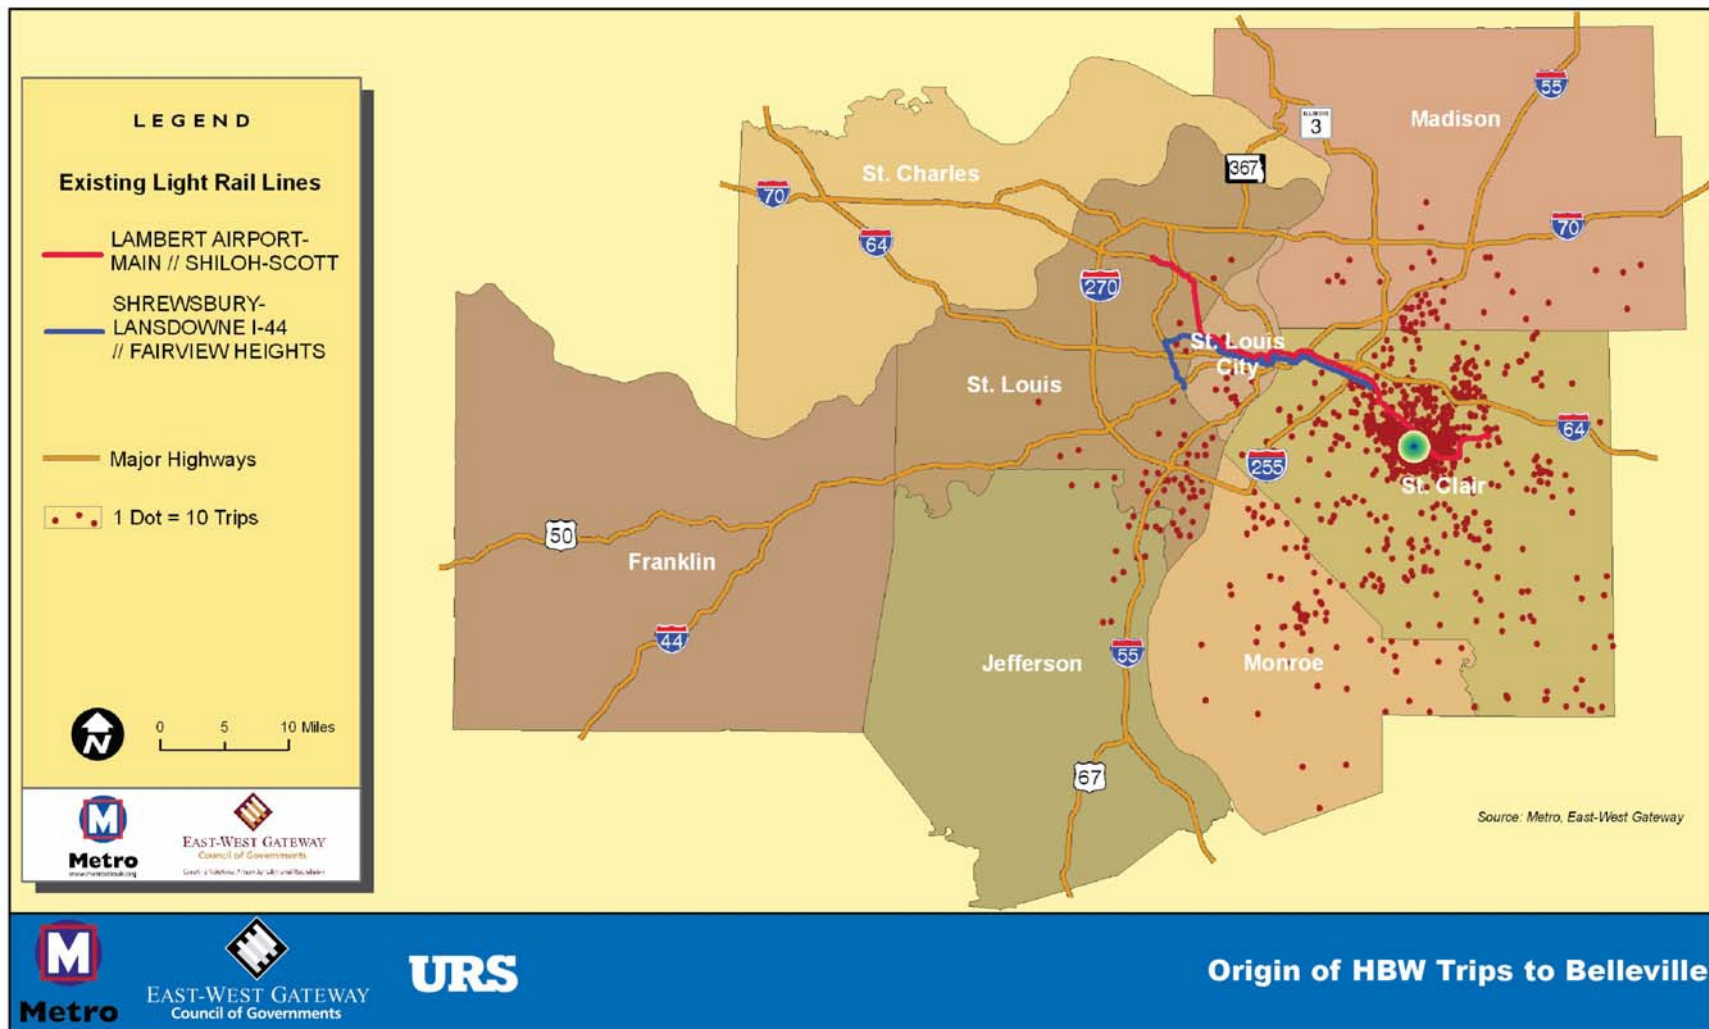 LEGEND
Existing Light Rail Lines
LAMBERT AIRPORT-
MAIN // SHILOH-SCOTT
SHREWSBURY-
LANSDOWNE I-44
// FAIRVIEW HEIGHTS
Major Highways
1 Dot = 10 Trips
N
0 5 10 Miles
M
Metro
www.metrostlouis.org
EAST-WEST GATEWAY
Council of Governments
Madison
55
ILLINOIS
3
367
St. Charles
70
64
70
270
St. Louis
City
St. Louis
64
255
St. Clair
50
Franklin
44
Jefferson
55
Monroe
67
Source: Metro, East-West Gateway
M
Metro
EAST-WEST GATEWAY
Council of Governments
URS
Origin of HBW Trips to Belleville